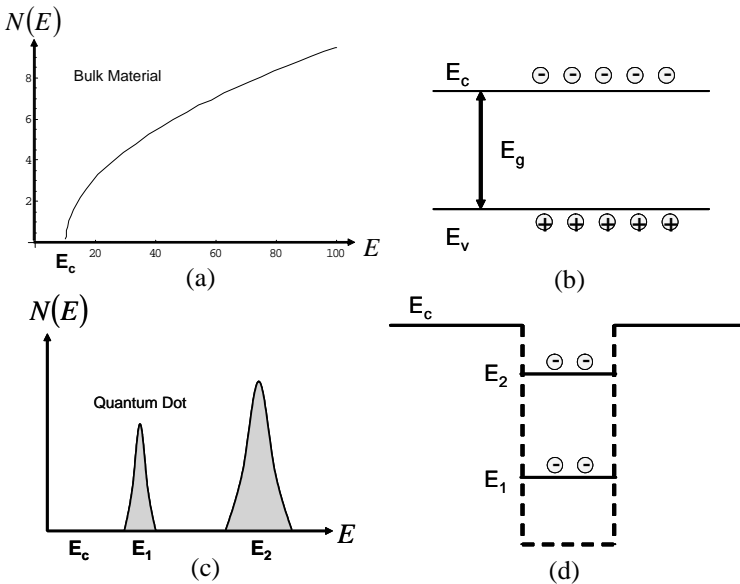 N(E)
Bulk Material
8
6
4
2
E_c 20 40 60 80 100 E
(a)
E_c - - - - -
E_g
E_v + + + + +
(b)
N(E)
Quantum Dot
E_c E_1 E_2 E
(c)
E_c
E_2 - -
E_1 - -
(d)